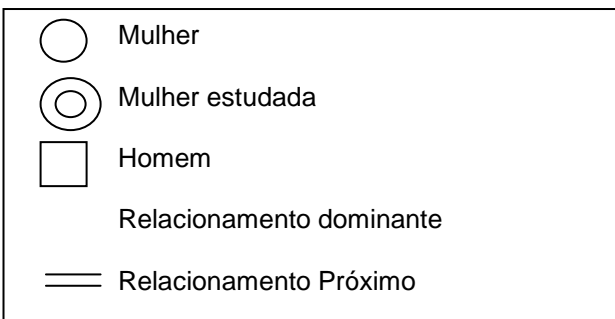 Mulher
Mulher estudada
Homem
Relacionamento dominante
Relacionamento Próximo